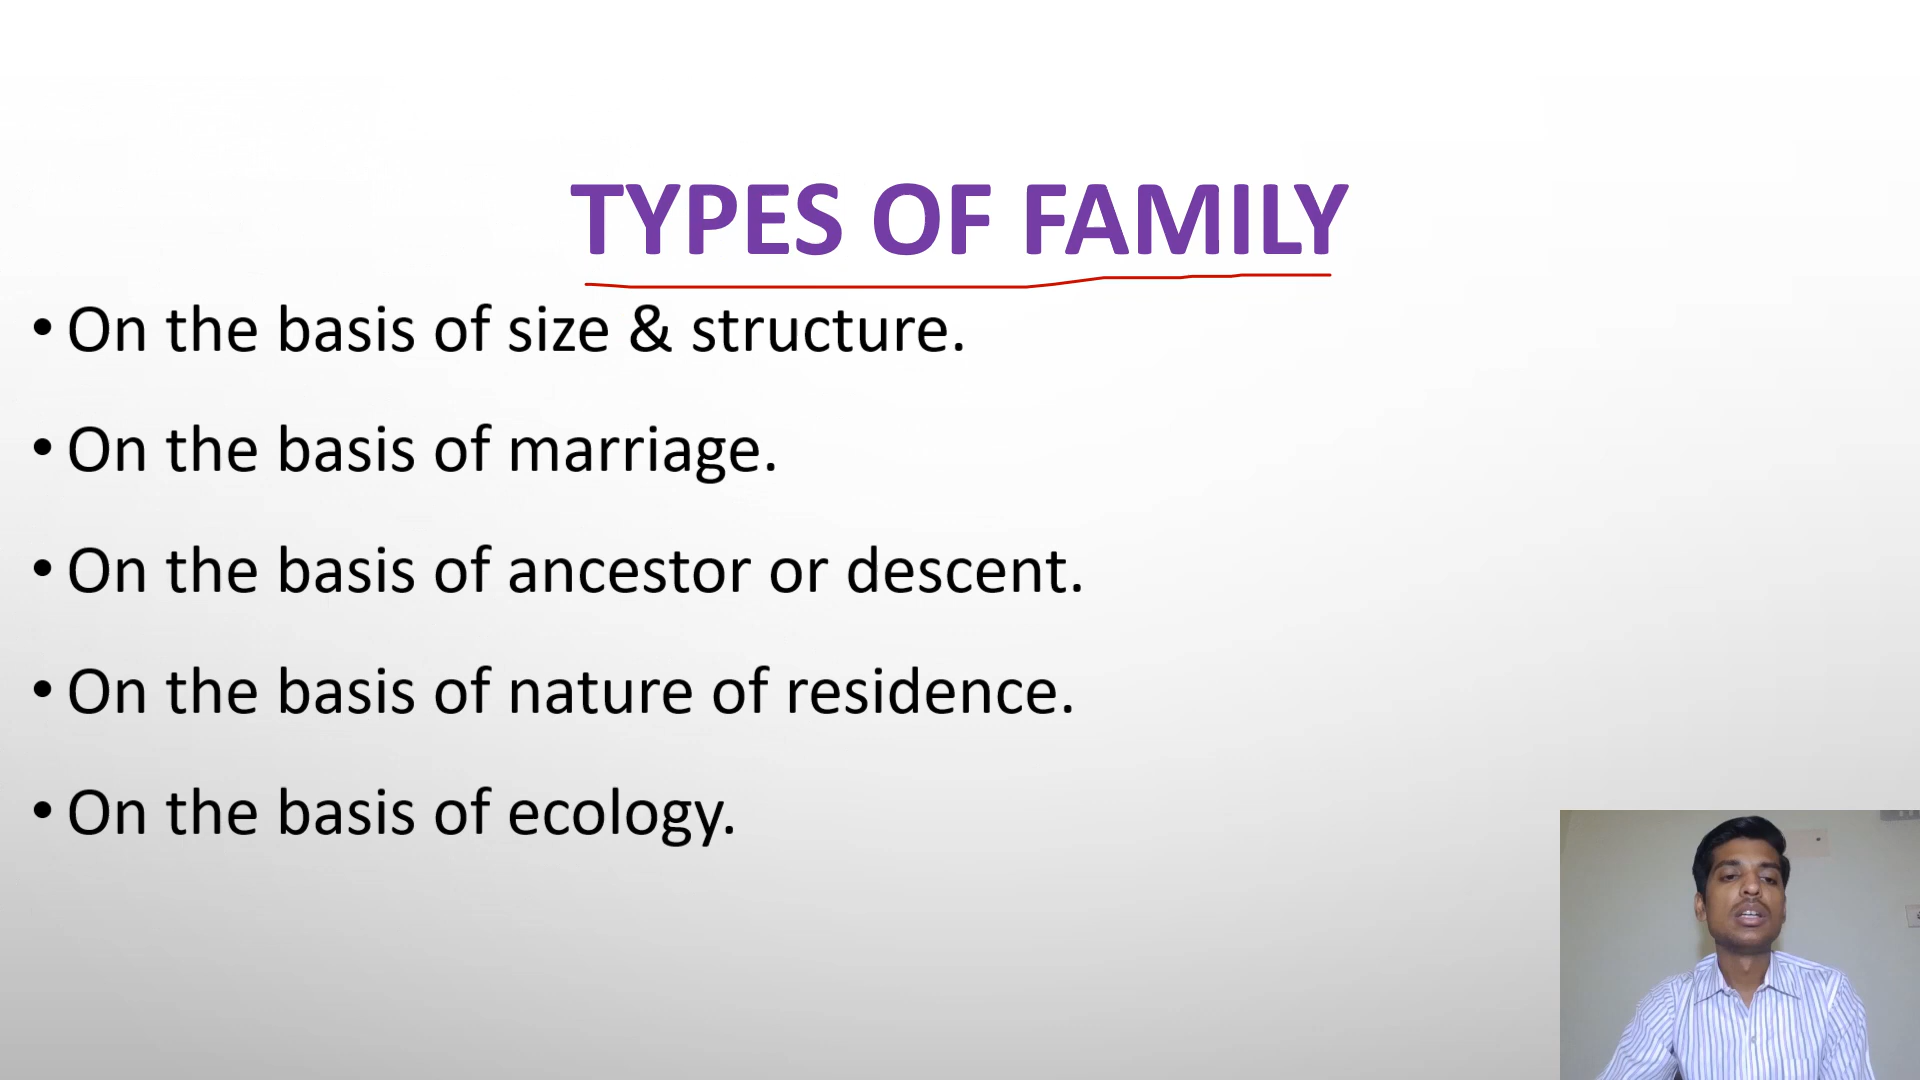 TYPES OF FAMILY
• On the basis of size & structure.
• On the basis of marriage.
• On the basis of ancestor or descent.
• On the basis of nature of residence.
• On the basis of ecology.